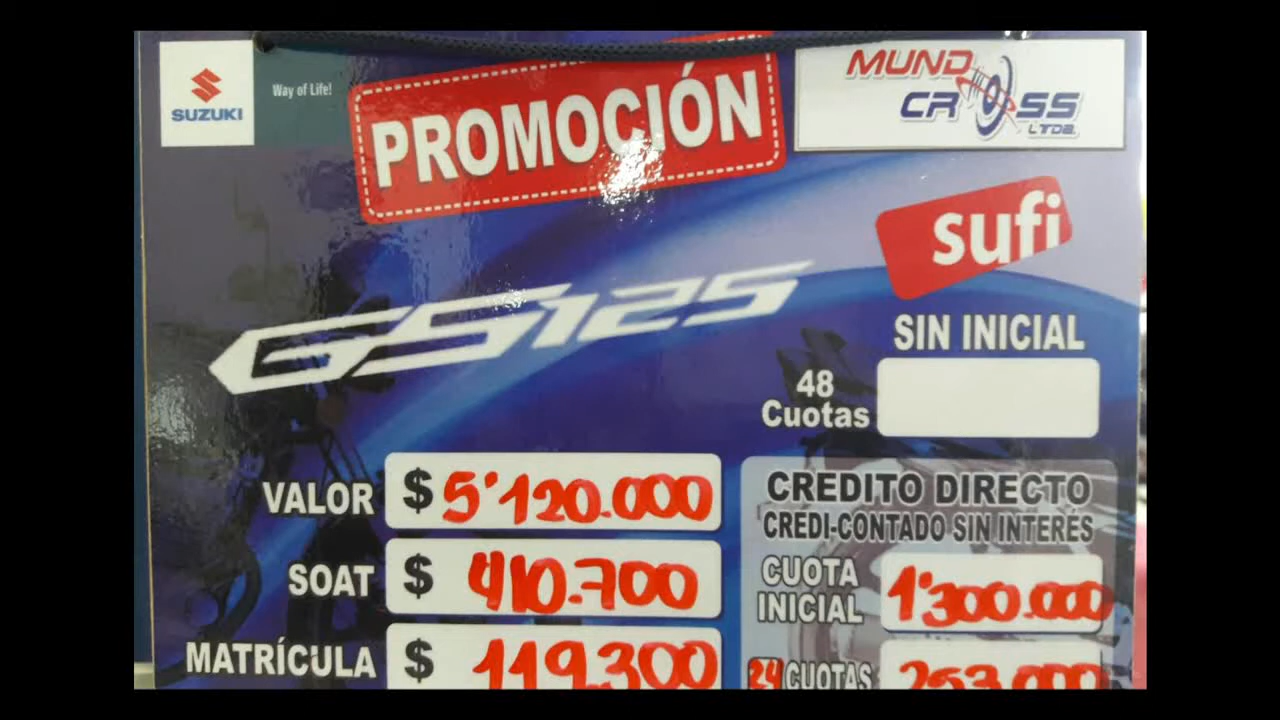 SUZUKI
Way of Life!
PROMOCIÓN
MUNDO
CROSS
LTDA.
sufi
GS125
SIN INICIAL
48
Cuotas
VALOR $ 5'120.000
SOAT $ 410.700
MATRÍCULA $ 119.300
CREDITO DIRECTO
CREDI-CONTADO SIN INTERÉS
CUOTA
INICIAL 1'300.000
24 CUOTAS